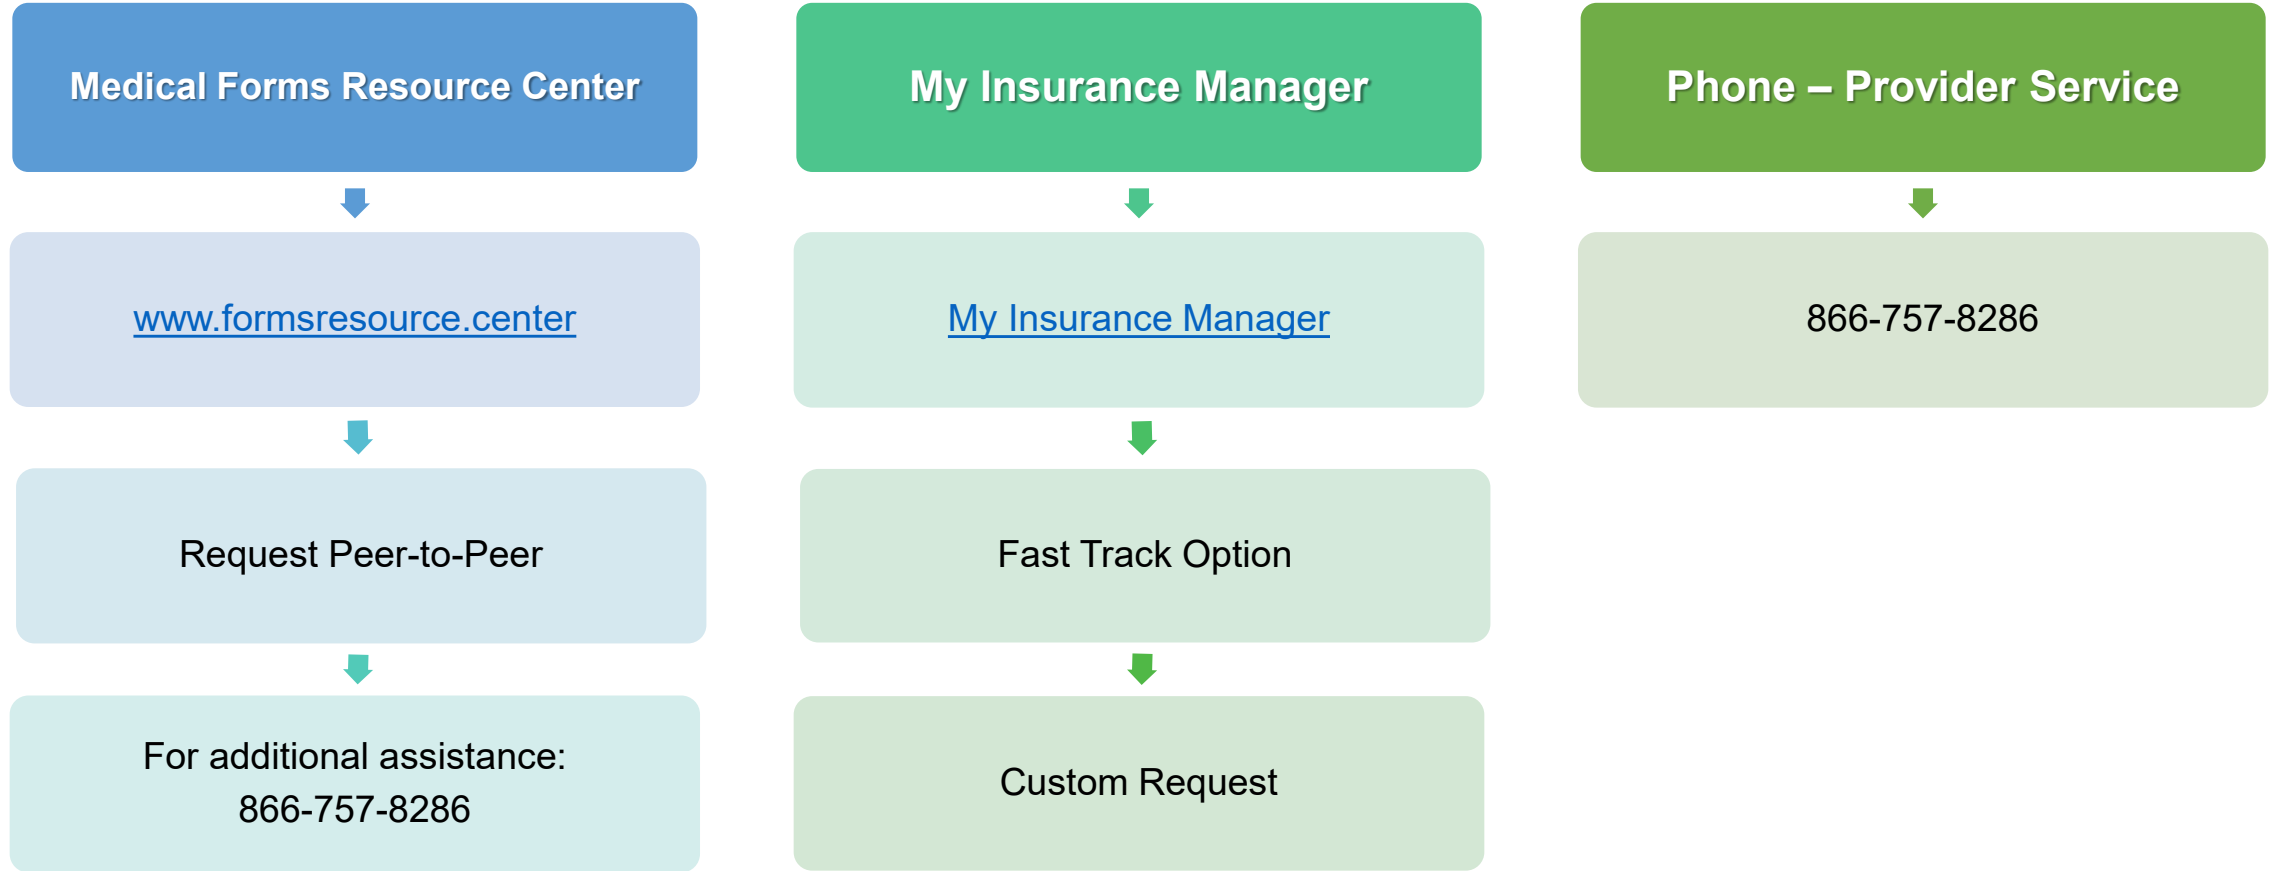 Medical Forms Resource Center
www.formsresource.center
Request Peer-to-Peer
For additional assistance:
866-757-8286
My Insurance Manager
My Insurance Manager
Fast Track Option
Custom Request
Phone – Provider Service
866-757-8286